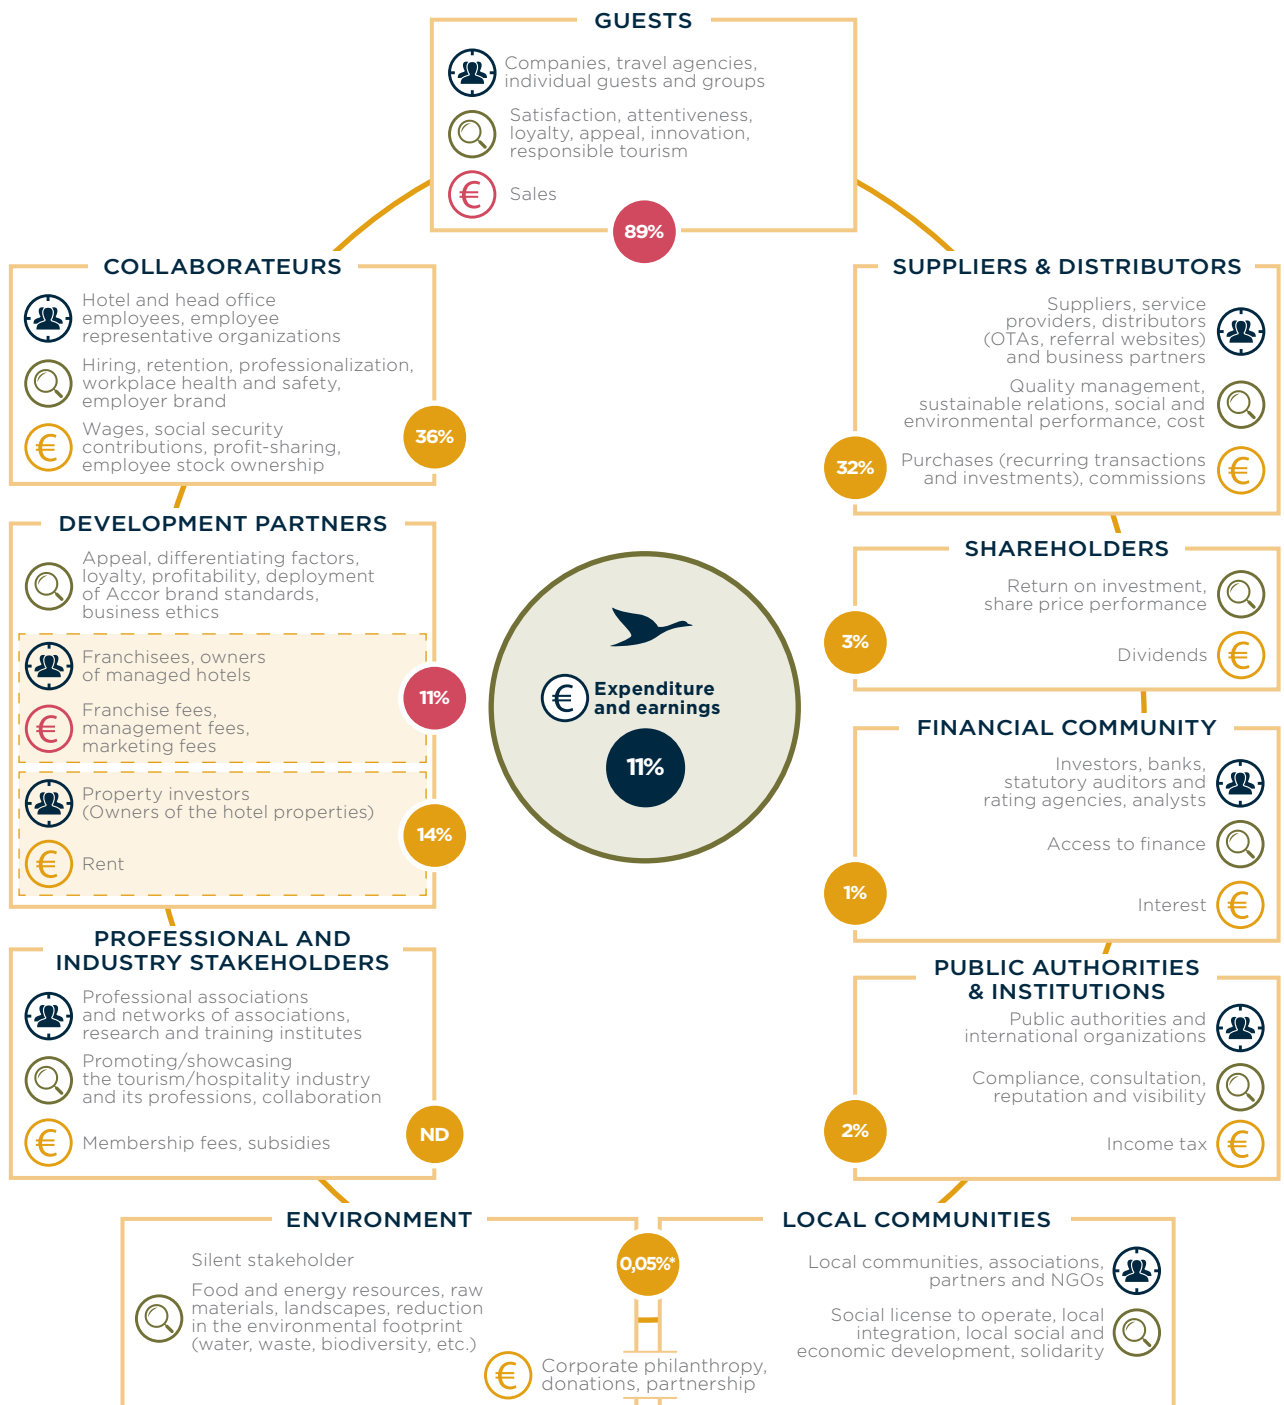 GUESTS
Companies, travel agencies,
individual guests and groups
Satisfaction, attentiveness,
loyalty, appeal, innovation,
responsible tourism
€ Sales
89%
COLLABORATEURS
Hotel and head office
employees, employee
representative organizations
Hiring, retention, professionalization,
workplace health and safety,
employer brand
€ Wages, social security
contributions, profit-sharing,
employee stock ownership
36%
SUPPLIERS & DISTRIBUTORS
Suppliers, service
providers, distributors
(OTAs, referral websites)
and business partners
Quality management,
sustainable relations, social and
environmental performance, cost
Purchases (recurring transactions €
and investments), commissions
32%
DEVELOPMENT PARTNERS
Appeal, differentiating factors,
loyalty, profitability, deployment
of Accor brand standards,
business ethics
Franchisees, owners
of managed hotels
€ Franchise fees,
management fees,
marketing fees
11%
Property investors
(Owners of the hotel properties)
€ Rent
14%
€ Expenditure
and earnings
11%
SHAREHOLDERS
Return on investment,
share price performance
Dividends €
3%
FINANCIAL COMMUNITY
Investors, banks,
statutory auditors and
rating agencies, analysts
Access to finance
Interest €
1%
PROFESSIONAL AND
INDUSTRY STAKEHOLDERS
Professional associations
and networks of associations,
research and training institutes
Promoting/showcasing
the tourism/hospitality industry
and its professions, collaboration
€ Membership fees, subsidies
ND
PUBLIC AUTHORITIES
& INSTITUTIONS
Public authorities and
international organizations
Compliance, consultation,
reputation and visibility
Income tax €
2%
ENVIRONMENT
Silent stakeholder
Food and energy resources, raw
materials, landscapes, reduction
in the environmental footprint
(water, waste, biodiversity, etc.)
0,05%*
LOCAL COMMUNITIES
Local communities, associations,
partners and NGOs
Social license to operate, local
integration, local social and
economic development, solidarity
€ Corporate philanthropy,
donations, partnership